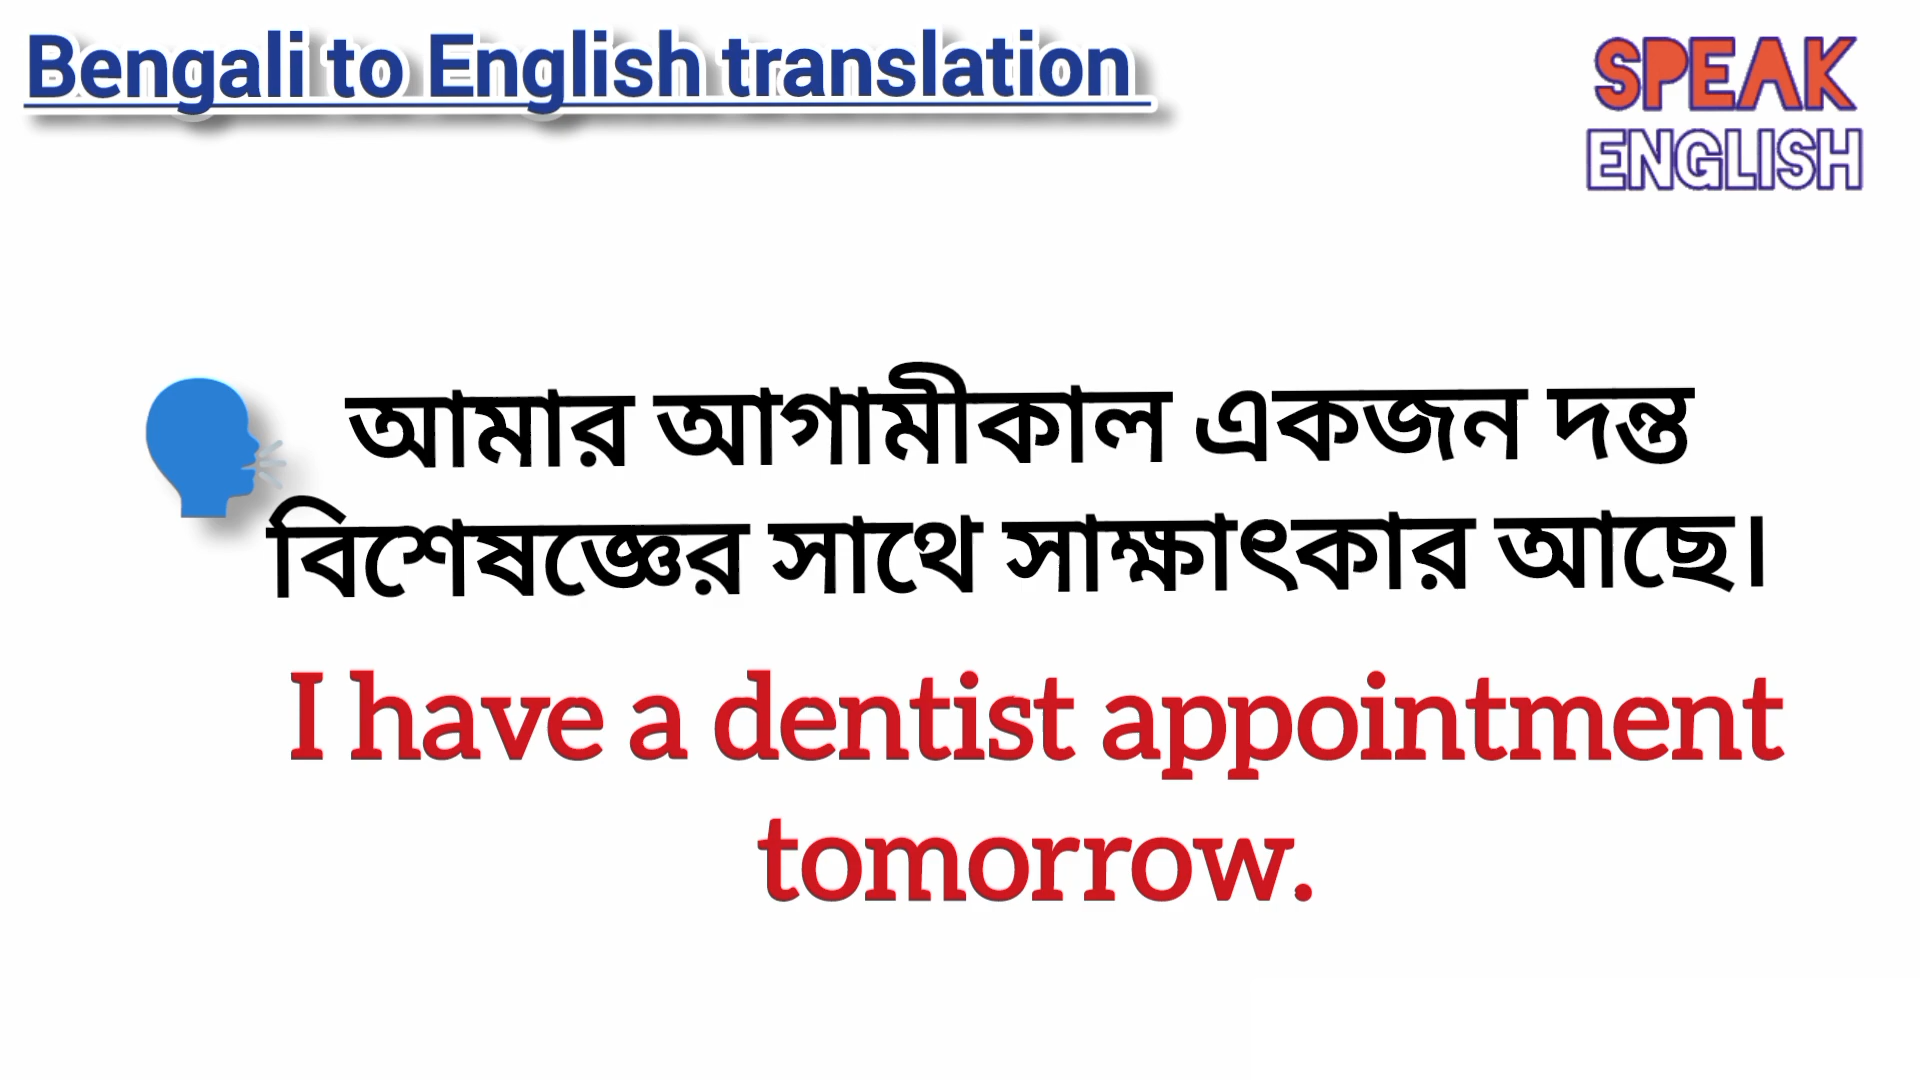 Bengali to English translation
SPEAK
ENGLISH
আমার আগামীকাল একজন দন্ত
বিশেষজ্ঞের সাথে সাক্ষাৎকার আছে।
I have a dentist appointment
tomorrow.